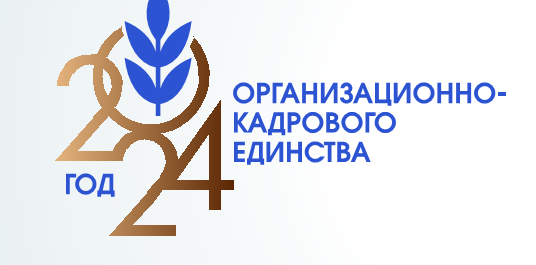 2024
ГОД
ОРГАНИЗАЦИОННО-
КАДРОВОГО
ЕДИНСТВА